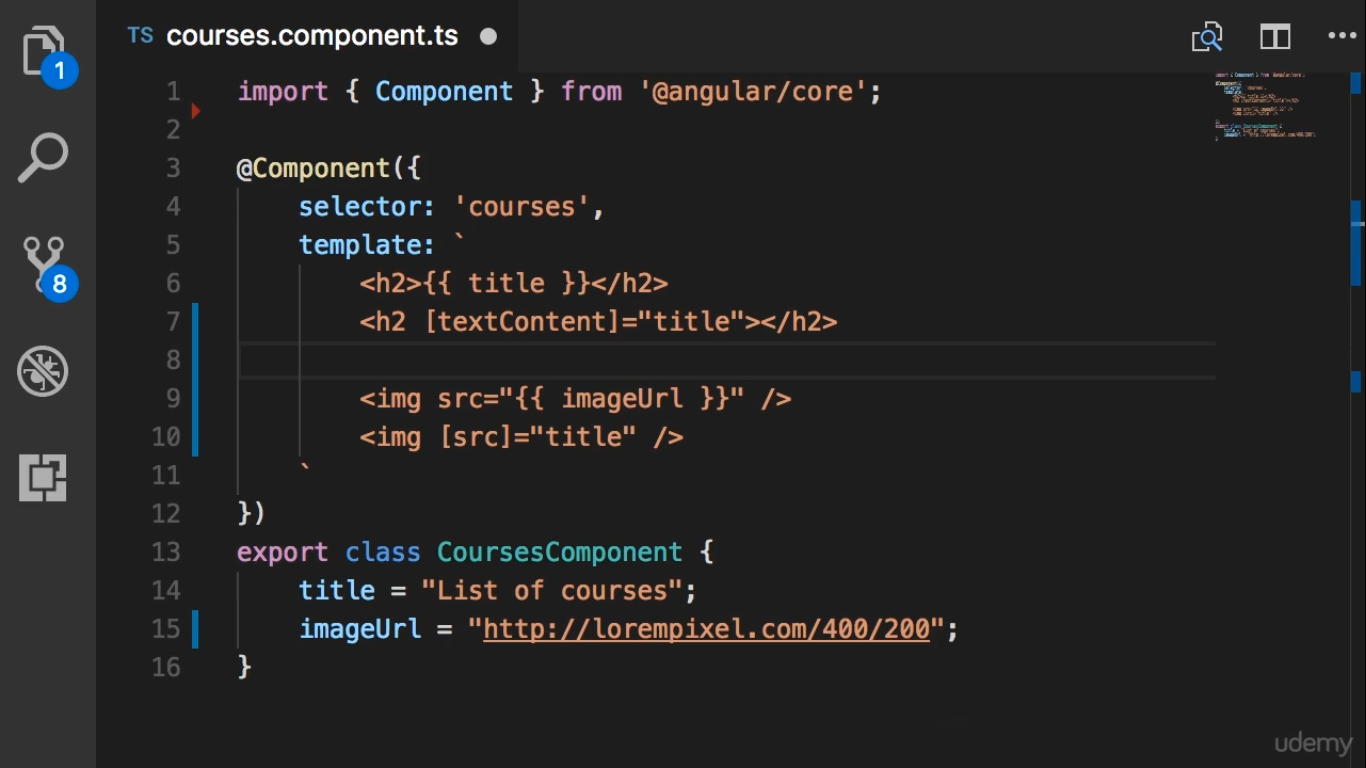 TS courses.component.ts
1
8
1 import { Component } from '@angular/core';
2
3 @Component({
4 selector: 'courses',
5 template: `
6 <h2>{{ title }}</h2>
7 <h2 [textContent]="title"></h2>
8
9 <img src="{{ imageUrl }}" />
10 <img [src]="title" />
11 `
12 })
13 export class CoursesComponent {
14 title = "List of courses";
15 imageUrl = "http://lorempixel.com/400/200";
16 }
udemy